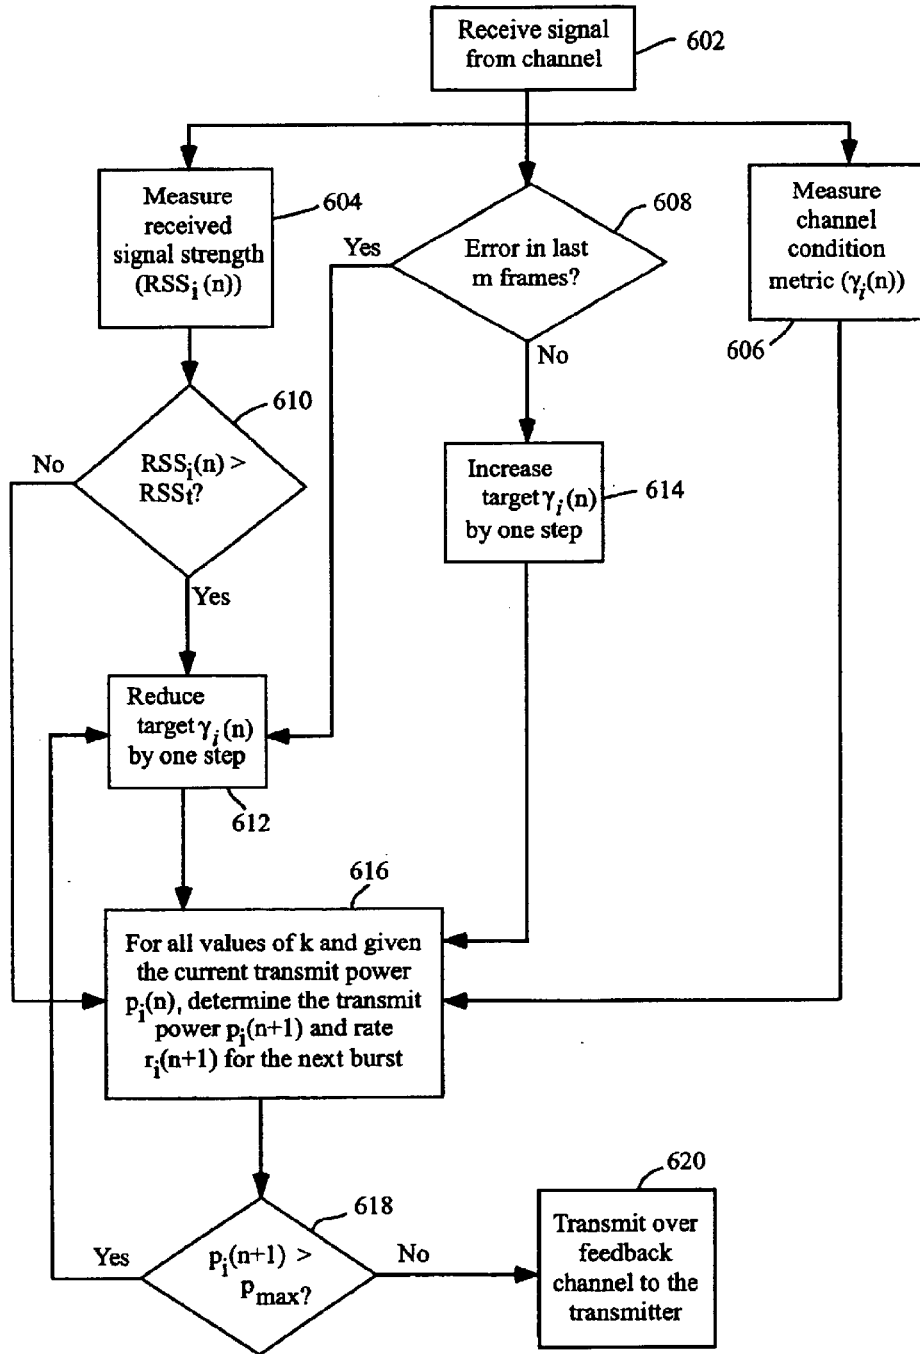 Receive signal
from channel
602
Measure
received
signal strength
(RSSi(n))
604
Error in last
m frames?
608
Yes
No
Measure
channel
condition
metric (γi(n))
606
RSSi(n) >
RSSt?
610
No
Yes
Increase
target γi(n)
by one step
614
Reduce
target γi(n)
by one step
612
616
For all values of k and given
the current transmit power
pi(n), determine the transmit
power pi(n+1) and rate
ri(n+1) for the next burst
pi(n+1) >
pmax?
618
Yes
No
620
Transmit over
feedback
channel to the
transmitter